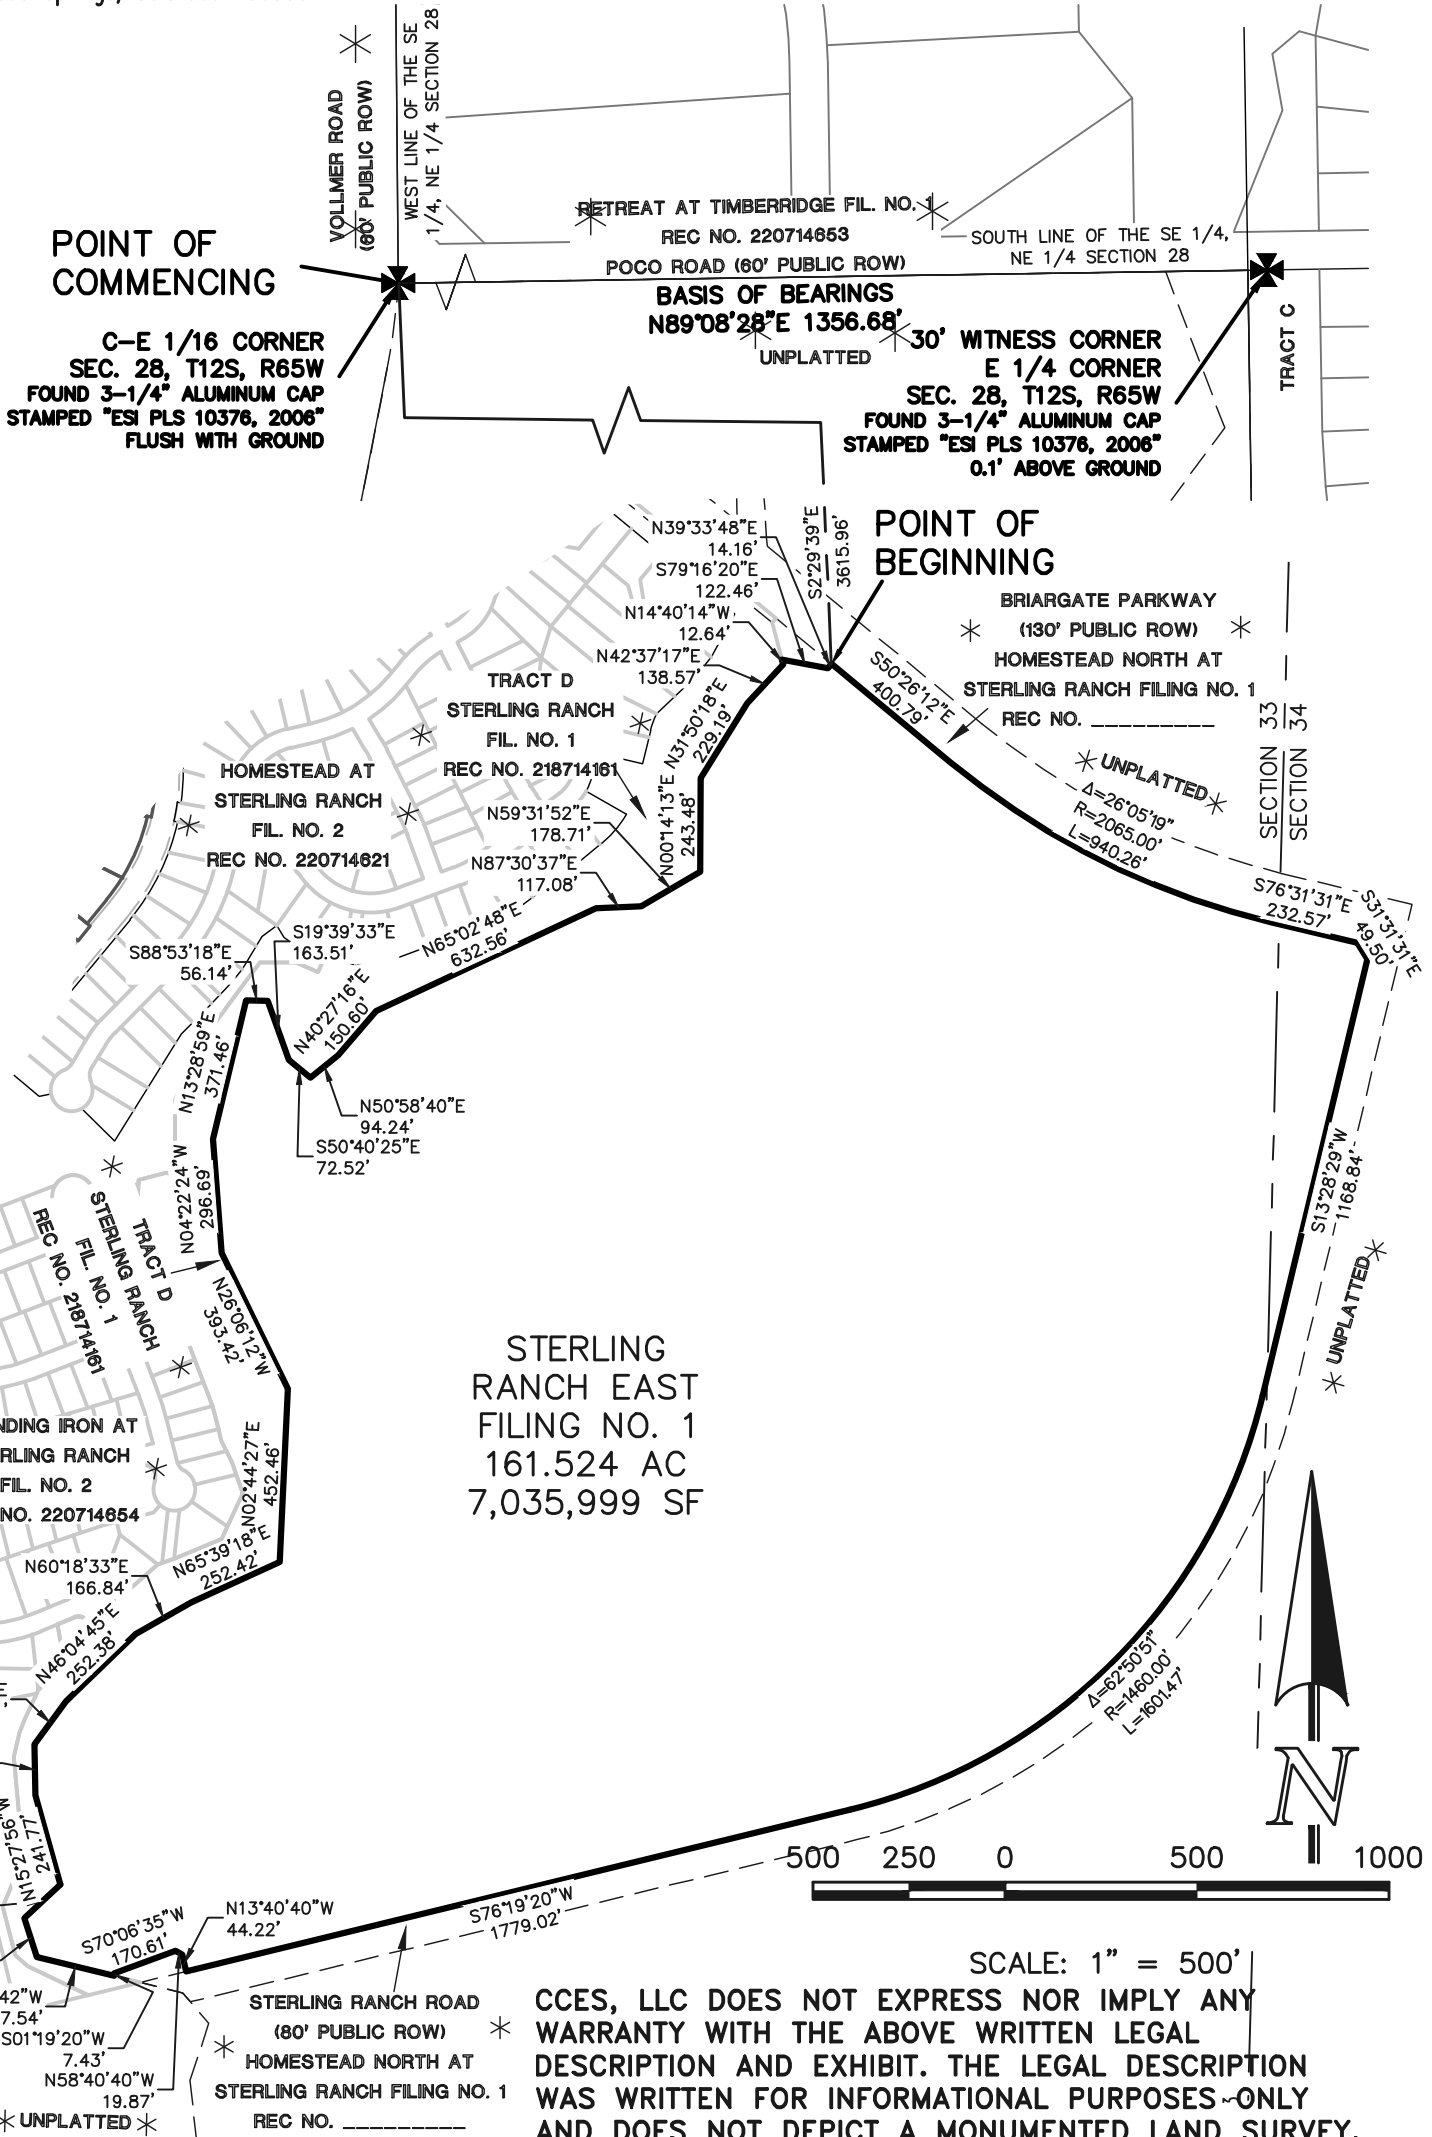 VOLLMER ROAD
(60' PUBLIC ROW)
WEST LINE OF THE SE
1/4, NE 1/4 SECTION 28
RETREAT AT TIMBERRIDGE FIL. NO. 1
REC NO. 220714653
POCO ROAD (60' PUBLIC ROW)
BASIS OF BEARINGS
N89°08'28"E 1356.68'
UNPLATTED
SOUTH LINE OF THE SE 1/4,
NE 1/4 SECTION 28
POINT OF
COMMENCING
C-E 1/16 CORNER
SEC. 28, T12S, R65W
FOUND 3-1/4" ALUMINUM CAP
STAMPED "ESI PLS 10376, 2006"
FLUSH WITH GROUND
30' WITNESS CORNER
E 1/4 CORNER
SEC. 28, T12S, R65W
FOUND 3-1/4" ALUMINUM CAP
STAMPED "ESI PLS 10376, 2006"
0.1' ABOVE GROUND
TRACT C
N39°33'48"E
14.16'
S79°16'20"E
122.46'
N14°40'14"W
12.64'
N42°37'17"E
138.57'
S2°29'39"E
3615.96'
POINT OF
BEGINNING
BRIARGATE PARKWAY
(130' PUBLIC ROW)
HOMESTEAD NORTH AT
STERLING RANCH FILING NO. 1
REC NO. _________
S50°26'12"E
400.79'
UNPLATTED
Δ=26°05'19"
R=2065.00'
L=940.26'
SECTION 33
SECTION 34
S76°31'31"E
232.57'
S31°31'31"E
49.50'
TRACT D
STERLING RANCH
FIL. NO. 1
REC NO. 218714161
N31°50'18"E
229.19'
N00°14'13"E
243.48'
N59°31'52"E
178.71'
N87°30'37"E
117.08'
HOMESTEAD AT
STERLING RANCH
FIL. NO. 2
REC NO. 220714621
N65°02'48"E
632.56'
S19°39'33"E
163.51'
S88°53'18"E
56.14'
N40°27'16"E
150.60'
N13°28'59"E
371.46'
N50°58'40"E
94.24'
S50°40'25"E
72.52'
N04°22'24"W
296.69'
TRACT D
STERLING RANCH
FIL. NO. 1
REC NO. 218714161
N26°06'12"W
393.42'
S13°28'29"W
1168.84'
UNPLATTED
STERLING
RANCH EAST
FILING NO. 1
161.524 AC
7,035,999 SF
NDING IRON AT
RLING RANCH
FIL. NO. 2
NO. 220714654
N02°44'27"E
452.46'
N65°39'18"E
252.42'
N60°18'33"E
166.84'
N46°04'45"E
252.38'
N15°27'56"W
241.77'
Δ=62°50'51"
R=1460.00'
L=1601.47'
N
S70°06'35"W
170.61'
N13°40'40"W
44.22'
S76°19'20"W
1779.02'
500 250 0 500 1000
SCALE: 1" = 500'
42"W
7.54'
S01°19'20"W
7.43'
N58°40'40"W
19.87'
UNPLATTED
STERLING RANCH ROAD
(80' PUBLIC ROW)
HOMESTEAD NORTH AT
STERLING RANCH FILING NO. 1
REC NO. _________
CCES, LLC DOES NOT EXPRESS NOR IMPLY ANY
WARRANTY WITH THE ABOVE WRITTEN LEGAL
DESCRIPTION AND EXHIBIT. THE LEGAL DESCRIPTION
WAS WRITTEN FOR INFORMATIONAL PURPOSES ONLY
AND DOES NOT DEPICT A MONUMENTED LAND SURVEY.